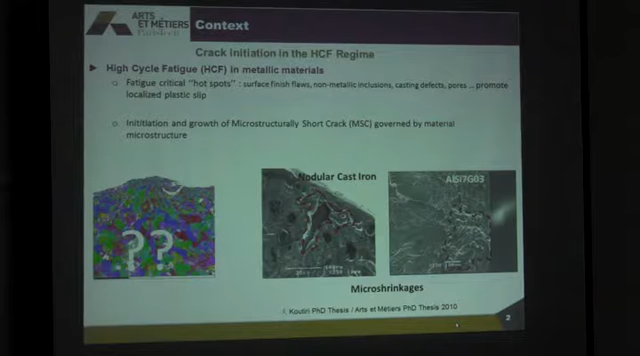 ARTS
ET MÉTIERS
ParisTech
Context
Crack Initiation in the HCF Regime
High Cycle Fatigue (HCF) in metallic materials
Fatigue critical "hot spots" : surface finish flaws, non-metallic inclusions, casting defects, pores ... promote
localized plastic slip
Inititiation and growth of Microstructurally Short Crack (MSC) governed by material
microstructure
Nodular Cast Iron
AlSi7G03
??
Microshrinkages
I. Koutiri PhD Thesis / Arts et Métiers PhD Thesis 2010
2